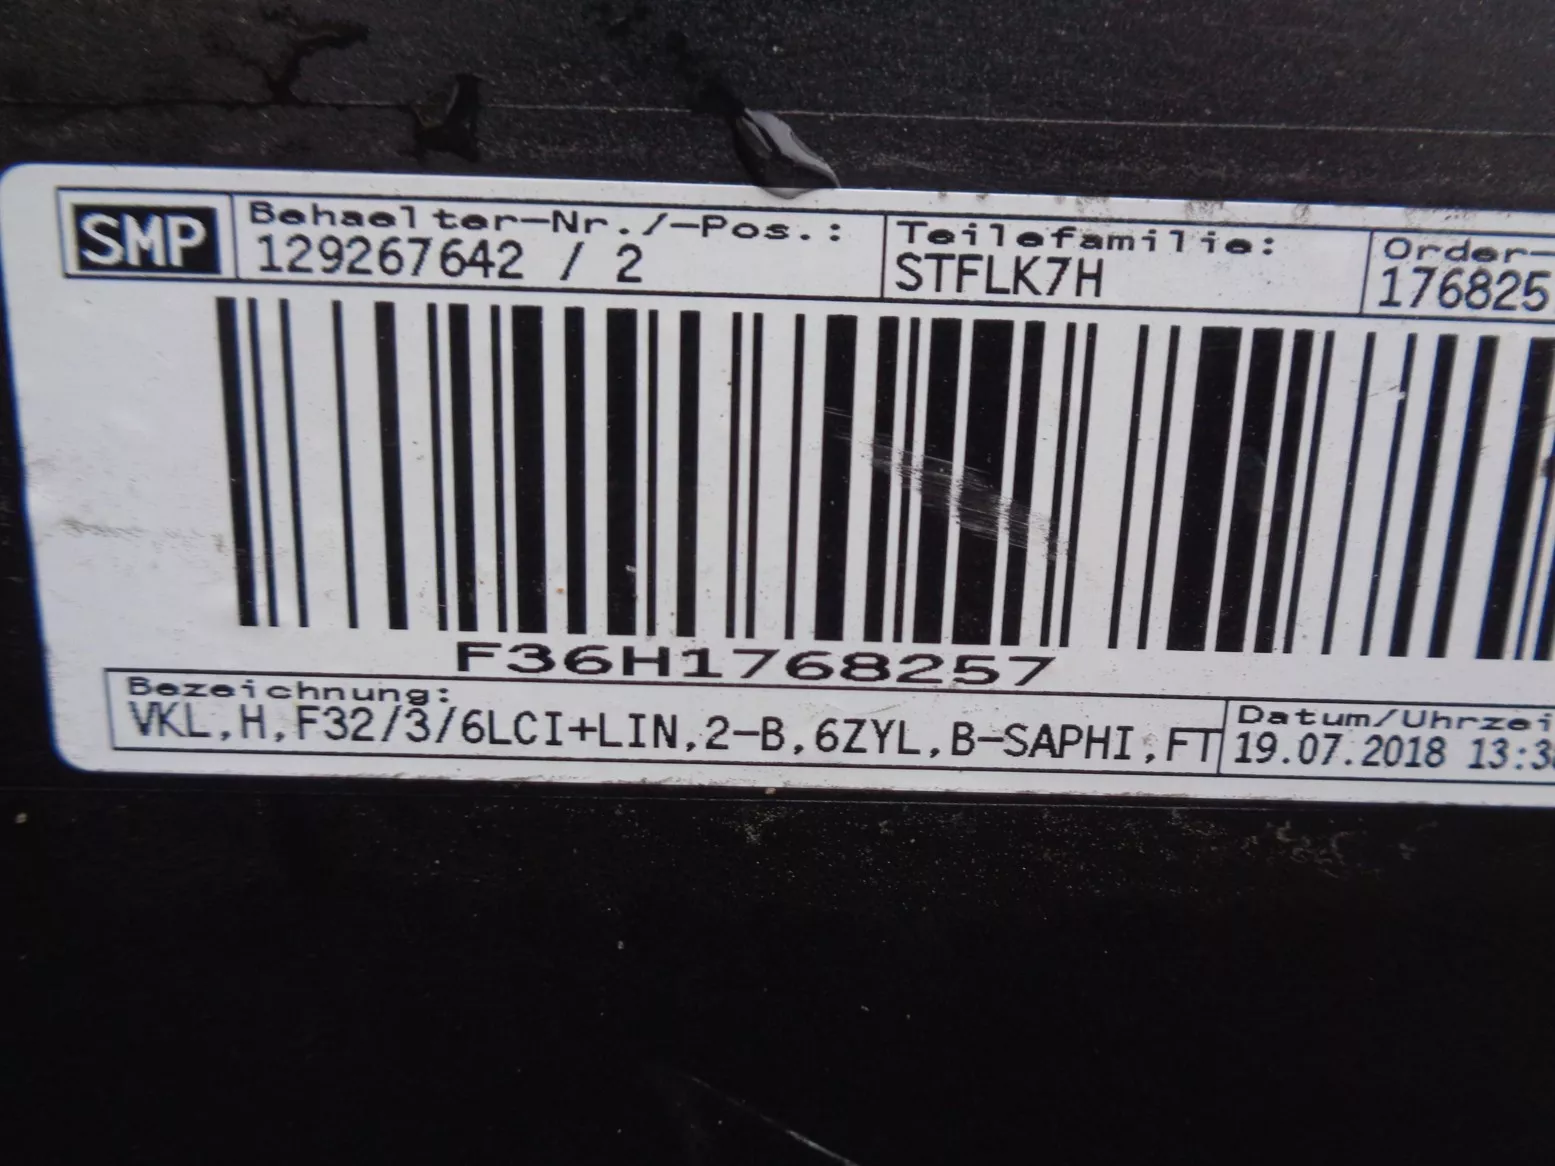 SMP
Behaelter-Nr./-Pos.:
129267642 / 2
Teilefamilie:
STFLK7H
Order-
176825
F36H1768257
Bezeichnung:
VKL,H,F32/3/6LCI+LIN,2-B,6ZYL,B-SAPHI,FT
Datum/Uhrzei
19.07.2018 13:3